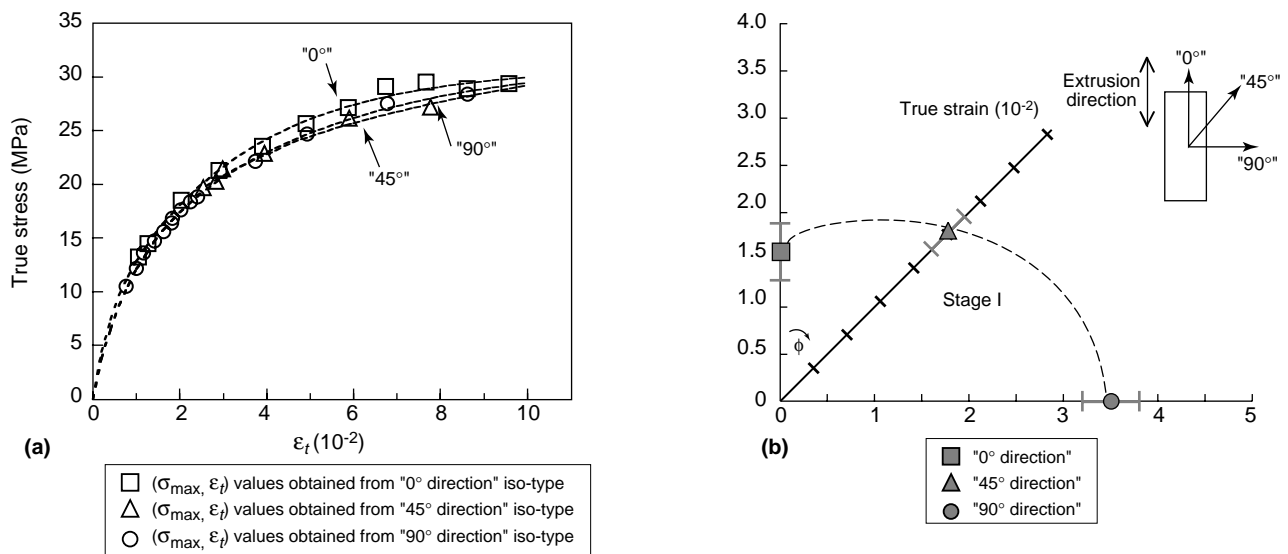 35
30
25
20
15
10
5
0
True stress (MPa)
0 2 4 6 8 10
εt (10-2)
"0°"
"45°"
"90°"
(a)
(σmax, εt) values obtained from "0° direction" iso-type
(σmax, εt) values obtained from "45° direction" iso-type
(σmax, εt) values obtained from "90° direction" iso-type
4.0
3.5
3.0
2.5
2.0
1.5
1.0
0.5
0
0 1 2 3 4 5
True strain (10-2)
Stage I
ϕ
Extrusion
direction
"0°"
"45°"
"90°"
(b)
"0° direction"
"45° direction"
"90° direction"